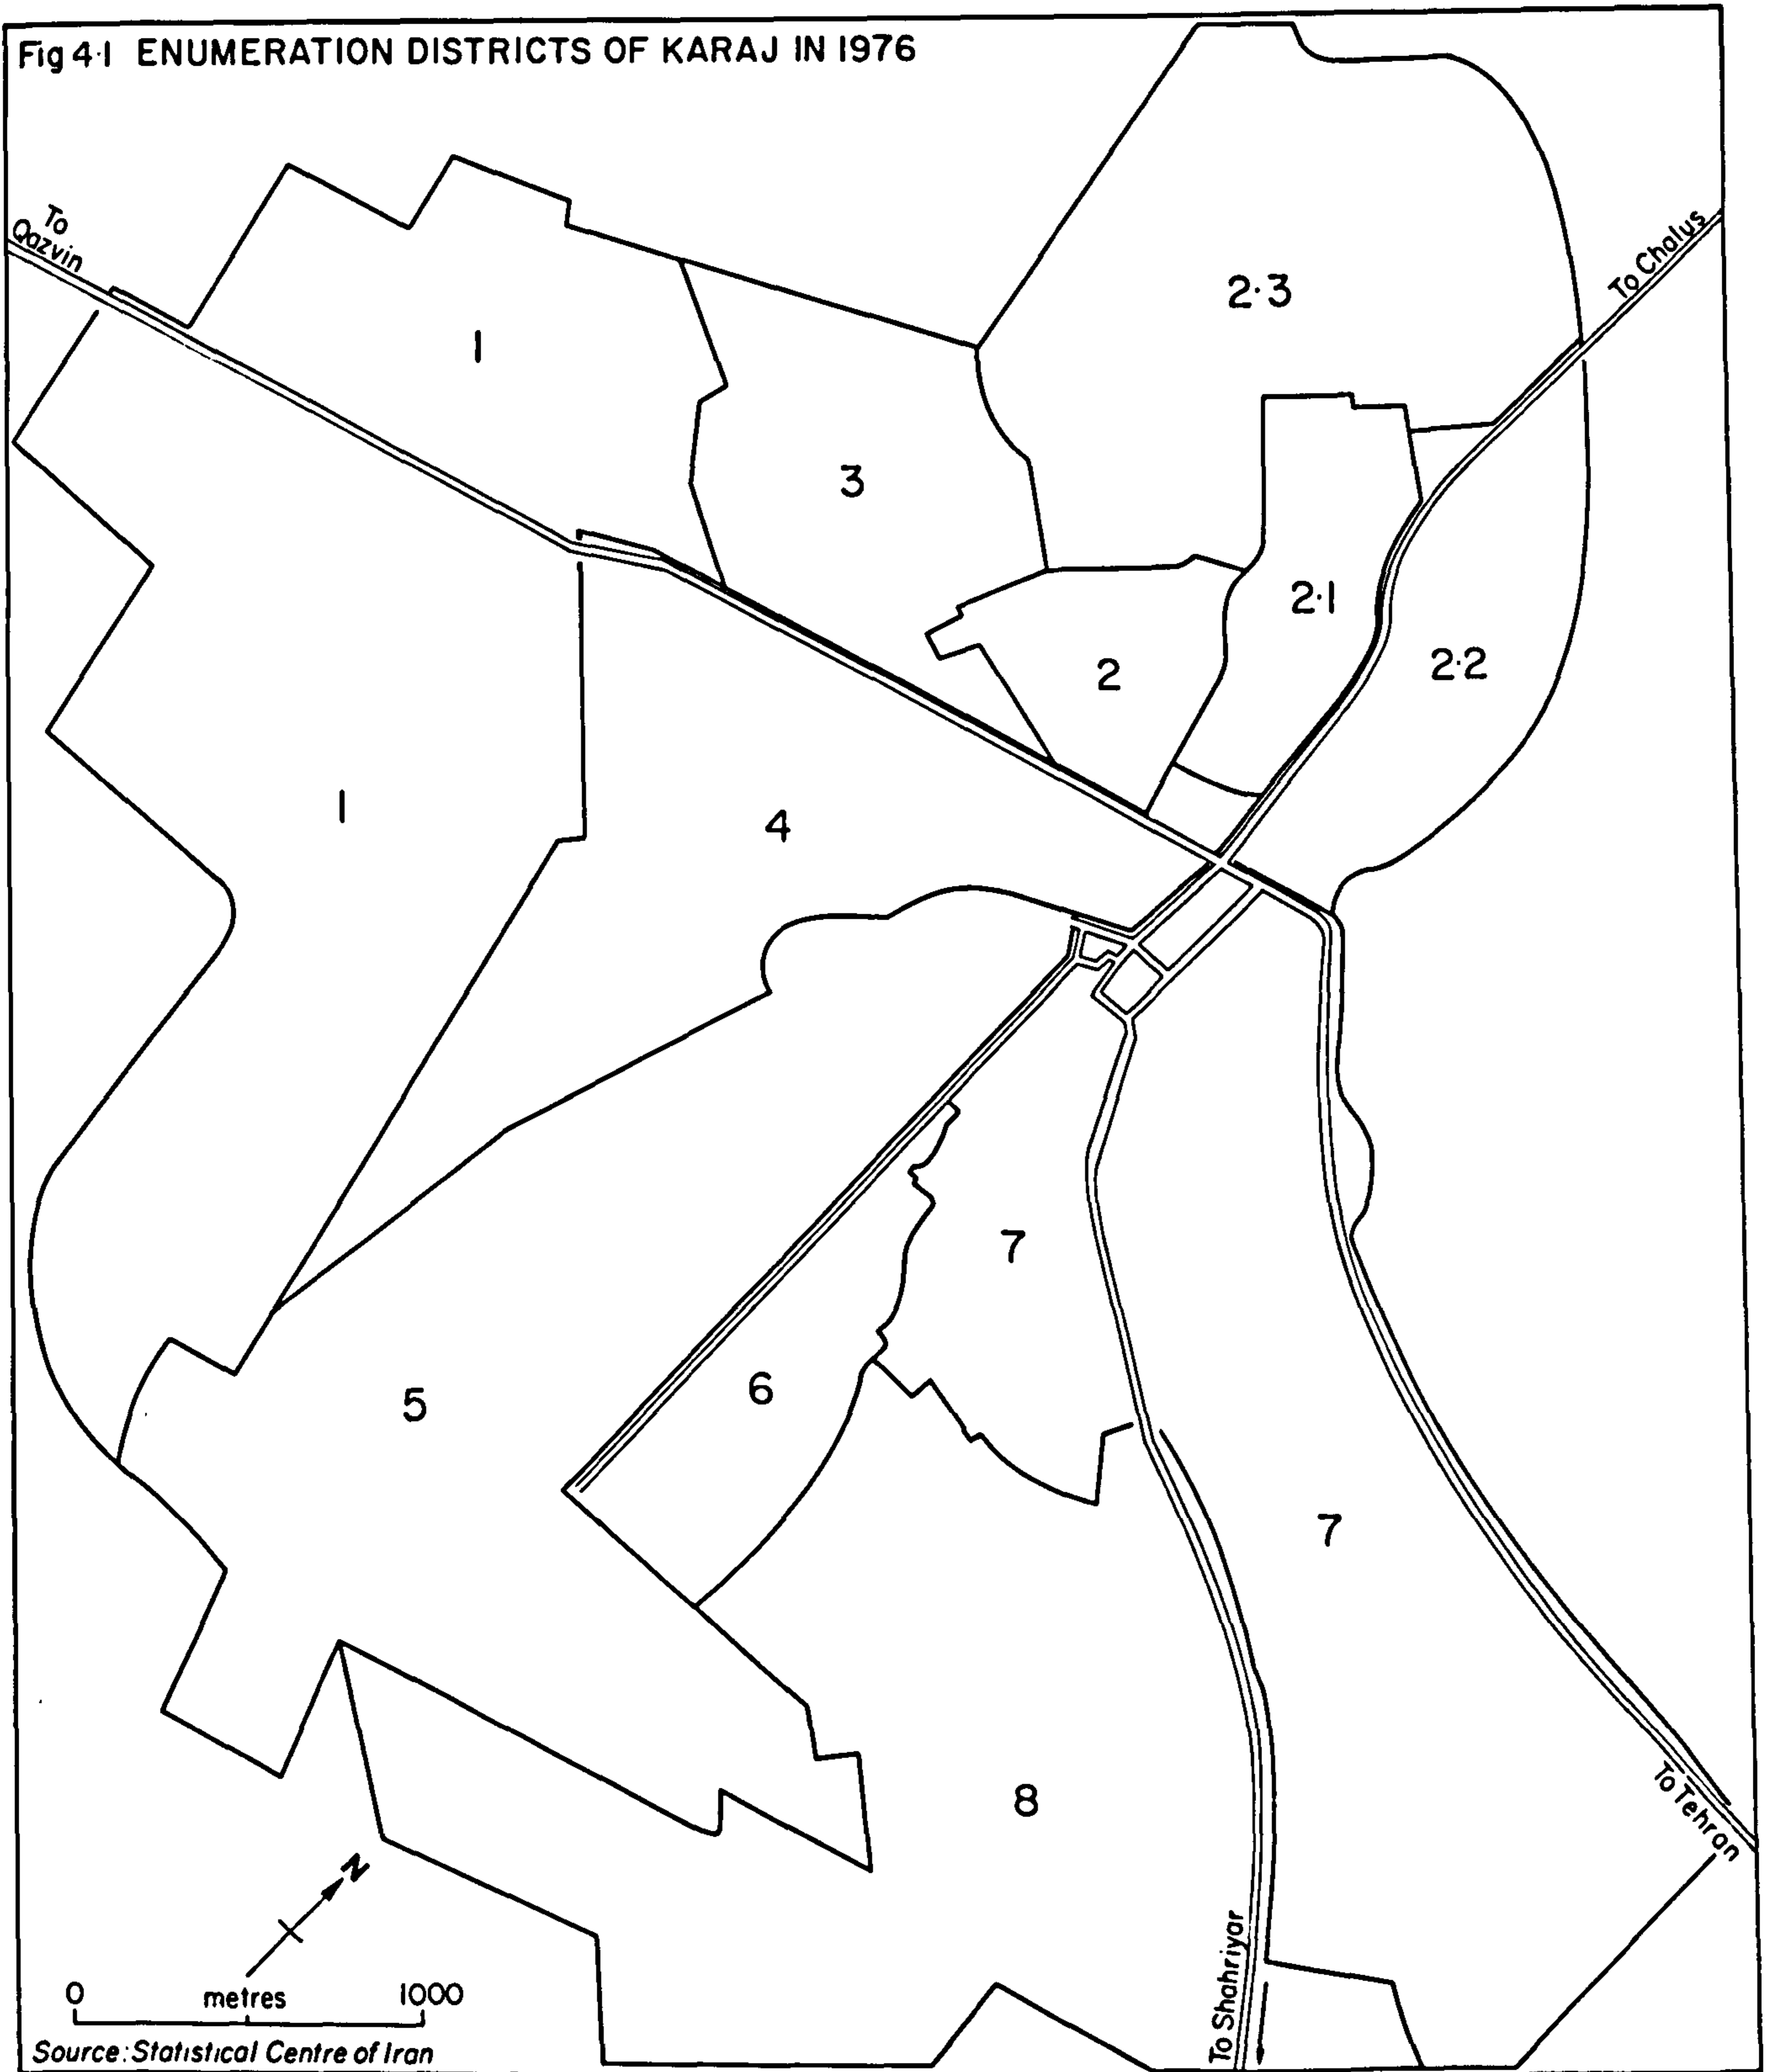 Fig 4·1 ENUMERATION DISTRICTS OF KARAJ IN 1976
To
Qazvin
To Chalus
2·3
1
3
2·1
2·2
2
1
4
7
6
5
7
8
To Tehran
N
To Shahriyar
0 metres 1000
Source: Statistical Centre of Iran